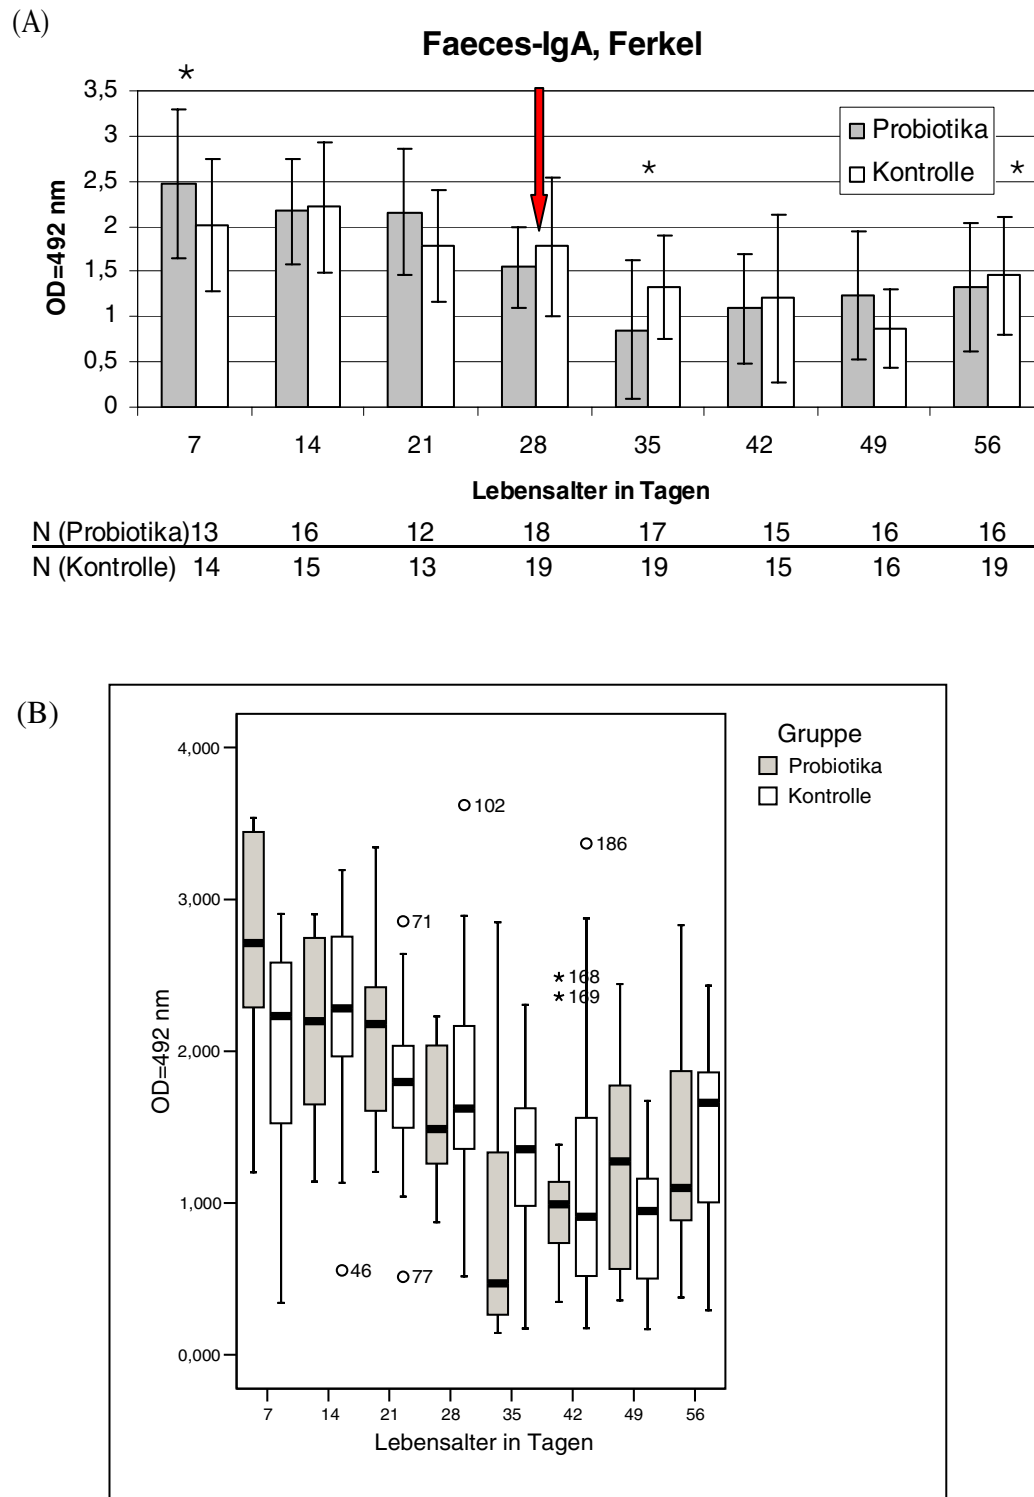 (A)
Faeces-IgA, Ferkel
*
3,5
3
2,5
2
1,5
1
0,5
0
OD=492 nm
Probiotika
Kontrolle
* *
7 14 21 28 35 42 49 56
Lebensalter in Tagen
N (Probiotika) 13 16 12 18 17 15 16 16
N (Kontrolle) 14 15 13 19 19 15 16 19
(B)
Gruppe
Probiotika
Kontrolle
4,000
3,000
2,000
1,000
0,000
OD=492 nm
102
186
71
* 168
* 169
46
77
7 14 21 28 35 42 49 56
Lebensalter in Tagen